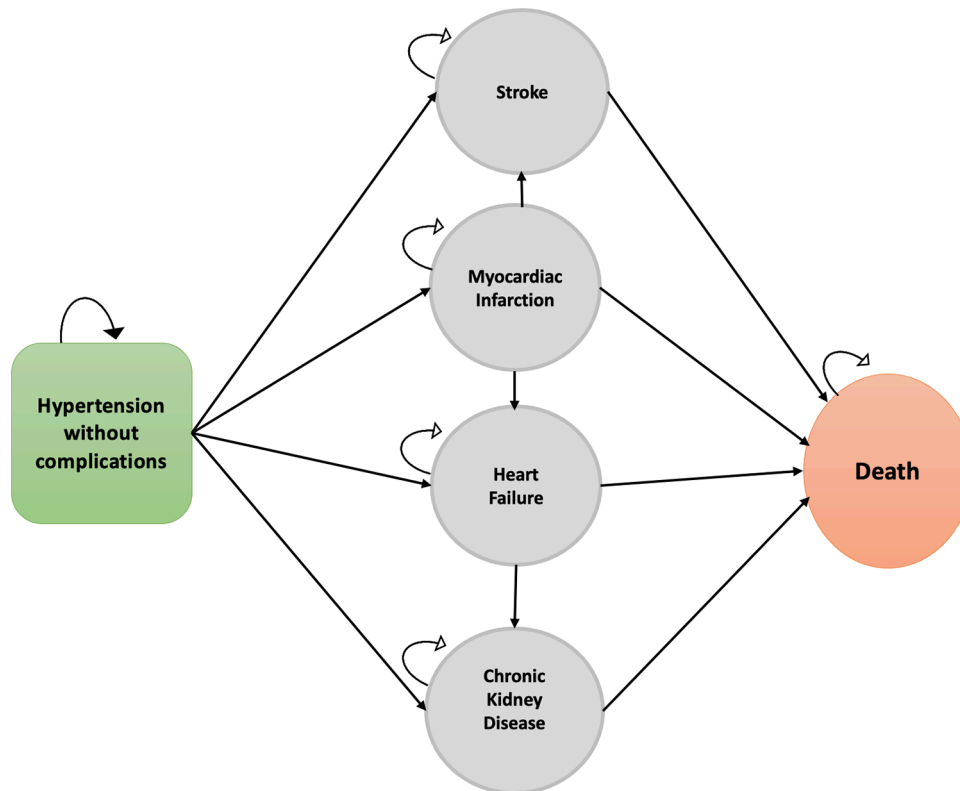 Stroke
Myocardiac
Infarction
Hypertension
without
complications
Heart
Failure
Death
Chronic
Kidney
Disease